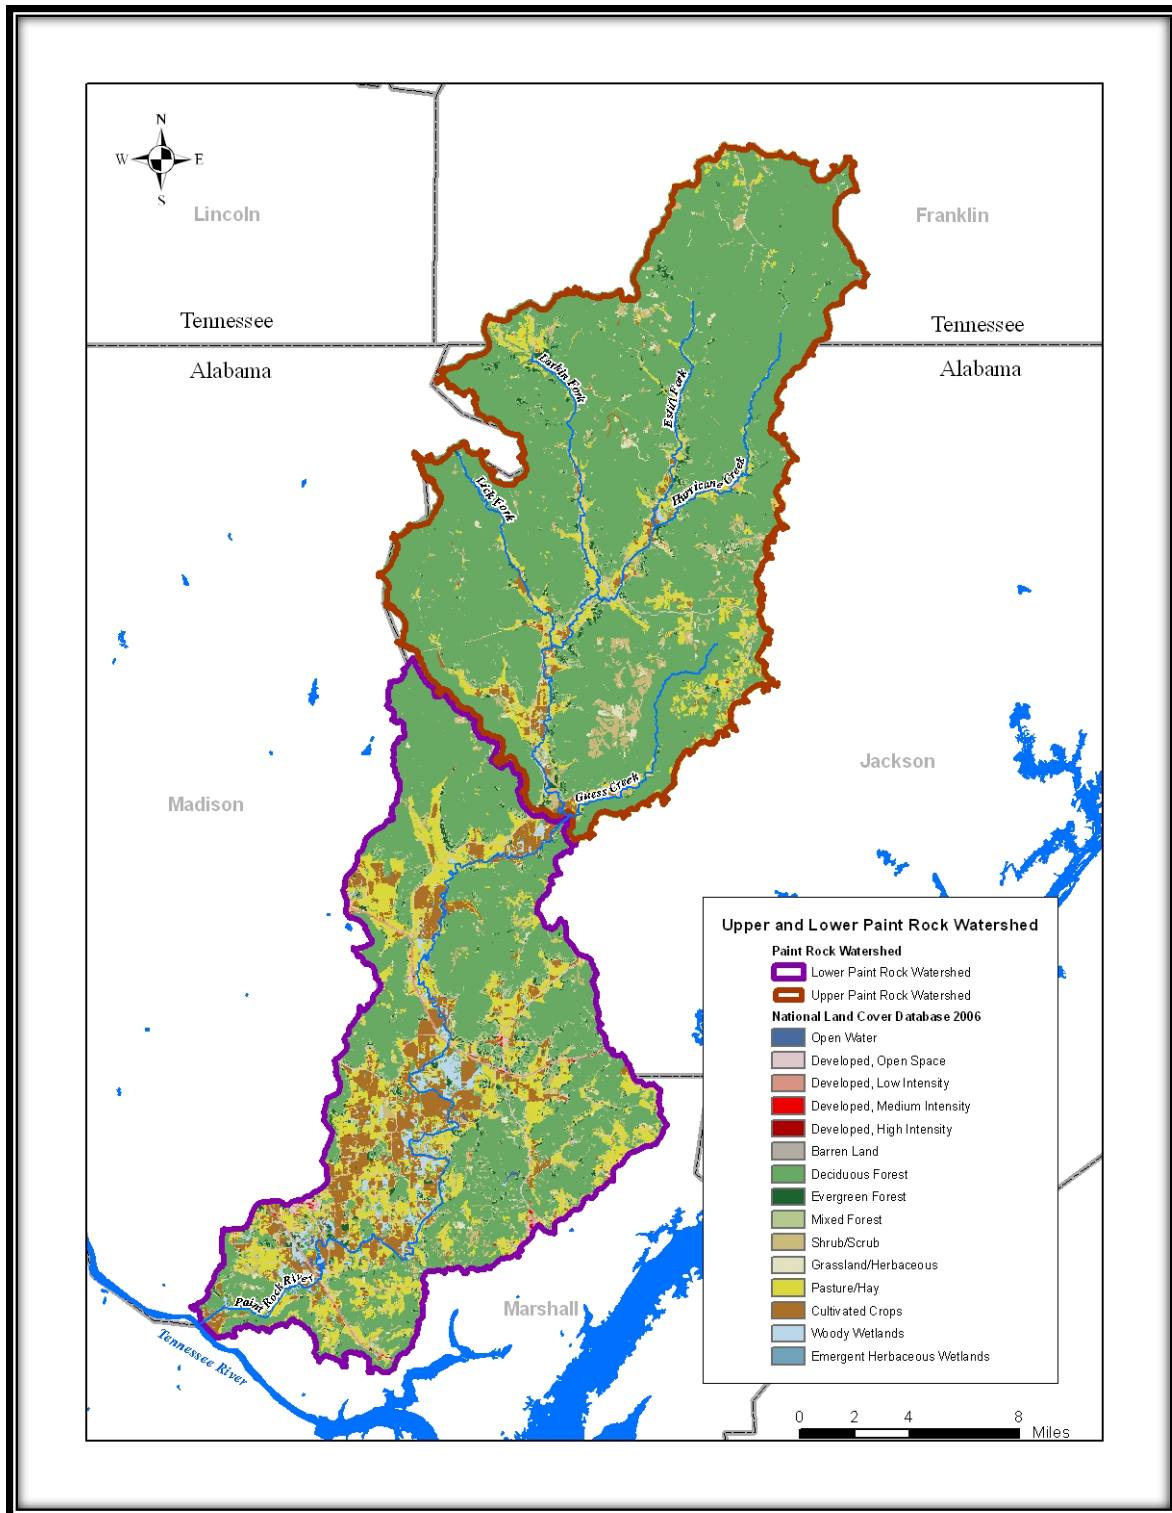 N
W E
S
Lincoln
Franklin
Tennessee
Tennessee
Alabama
Alabama
Larkin Fork
Estill Fork
Hurricane Creek
Lick Fork
Guess Creek
Jackson
Madison
Upper and Lower Paint Rock Watershed
Paint Rock Watershed
Lower Paint Rock Watershed
Upper Paint Rock Watershed
National Land Cover Database 2006
Open Water
Developed, Open Space
Developed, Low Intensity
Developed, Medium Intensity
Developed, High Intensity
Barren Land
Deciduous Forest
Evergreen Forest
Mixed Forest
Shrub/Scrub
Grassland/Herbaceous
Pasture/Hay
Cultivated Crops
Woody Wetlands
Emergent Herbaceous Wetlands
Paint Rock River
Marshall
Tennessee River
0 2 4 8
Miles